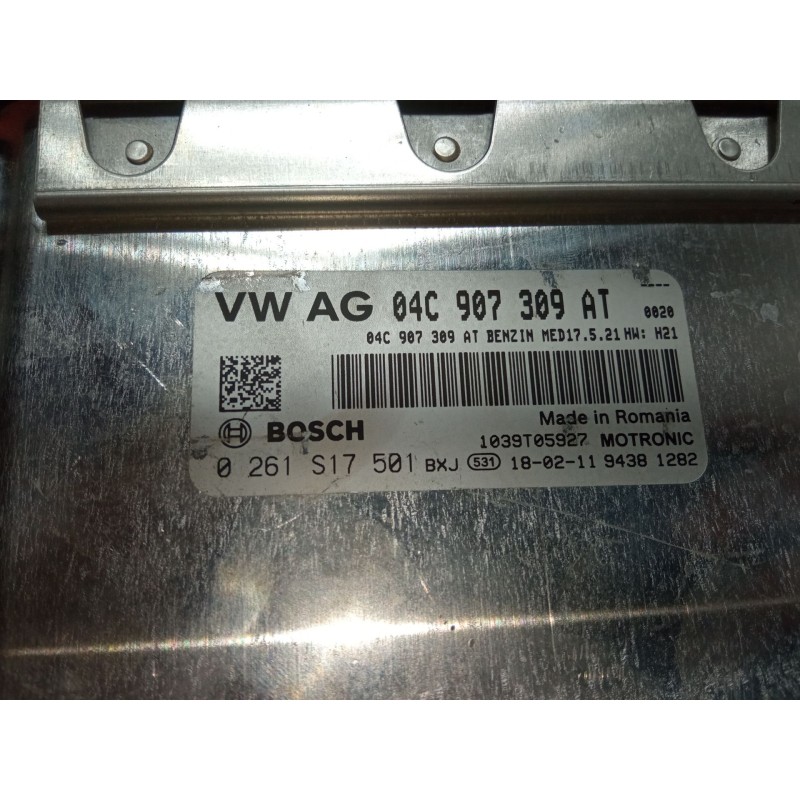 VW AG 04C 907 309 AT 0020
04C 907 309 AT BENZIN MED17.5.21 HW: H21
Made in Romania
BOSCH 1039T05927 MOTRONIC
0 261 S17 501 BXJ 531 18-02-11 9438 1282